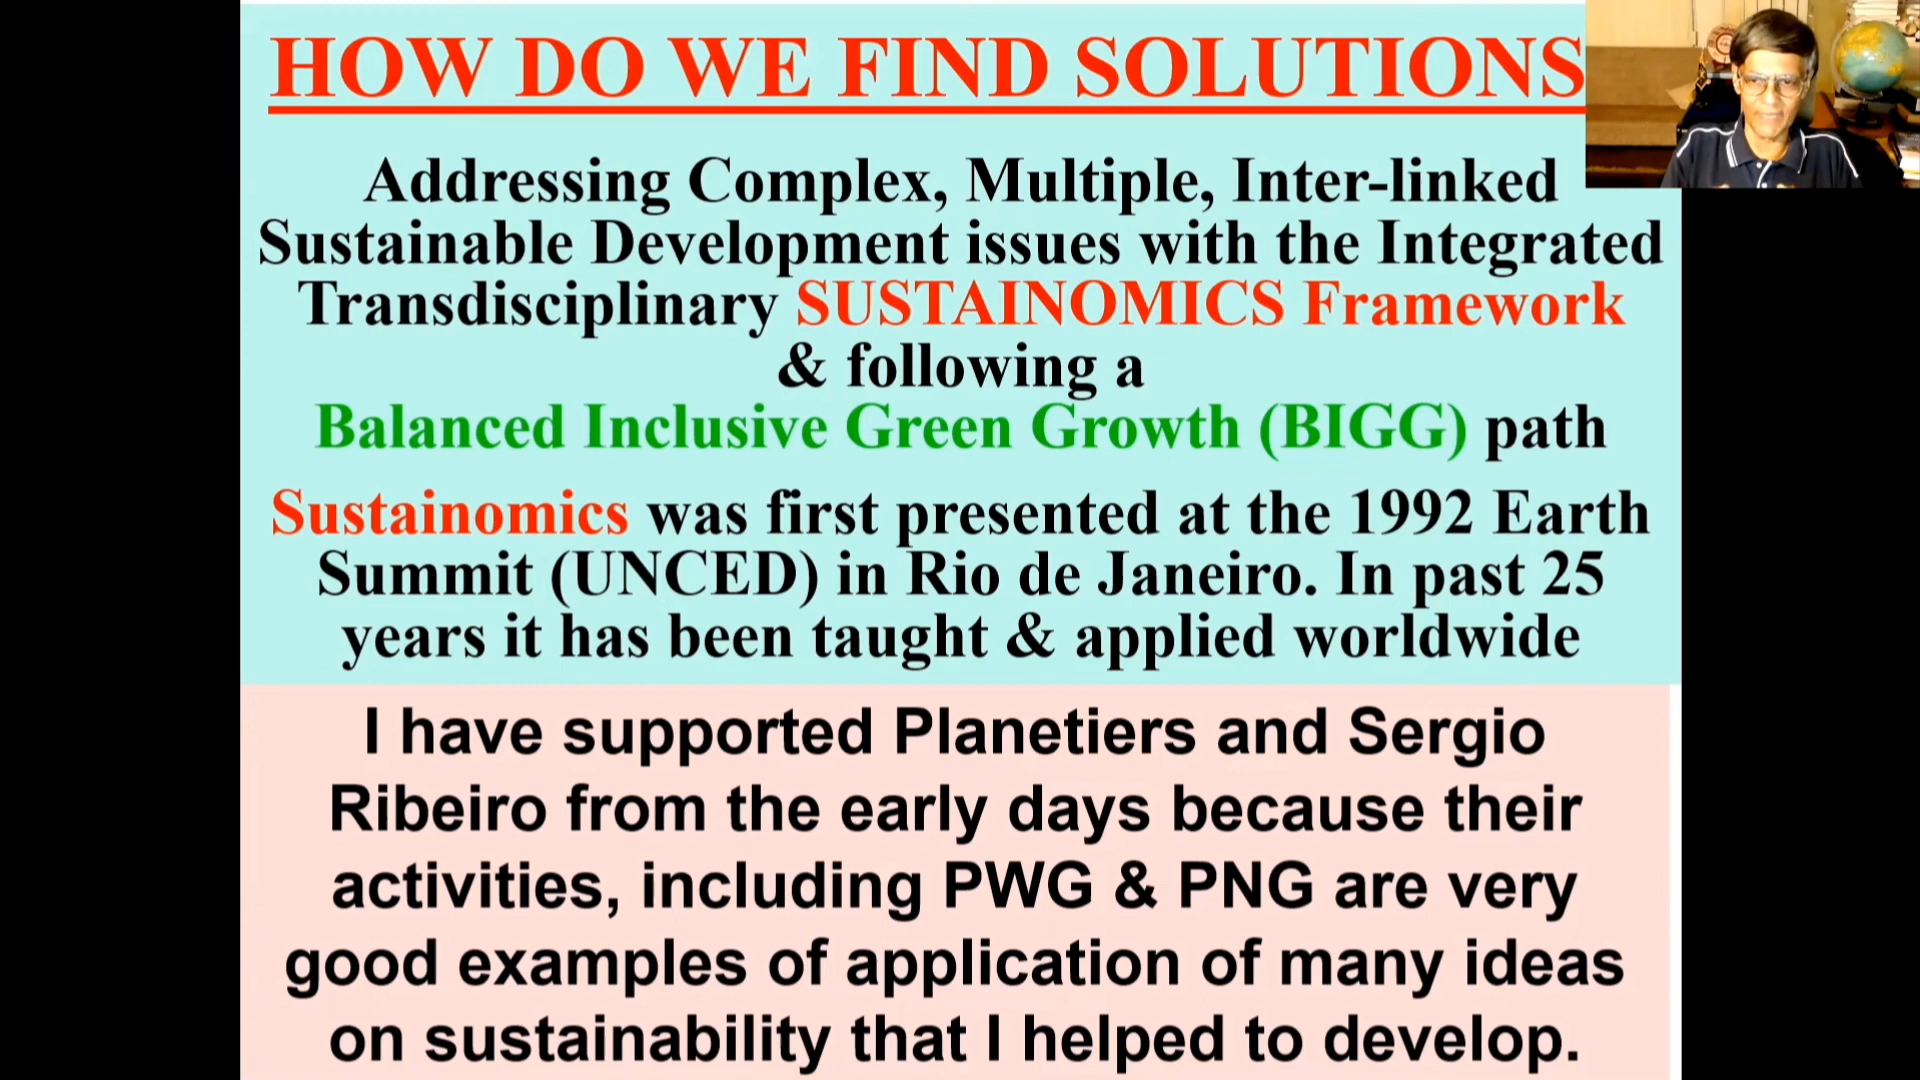 HOW DO WE FIND SOLUTIONS
Addressing Complex, Multiple, Inter-linked
Sustainable Development issues with the Integrated
Transdisciplinary SUSTAINOMICS Framework
& following a
Balanced Inclusive Green Growth (BIGG) path
Sustainomics was first presented at the 1992 Earth
Summit (UNCED) in Rio de Janeiro. In past 25
years it has been taught & applied worldwide
I have supported Planetiers and Sergio
Ribeiro from the early days because their
activities, including PWG & PNG are very
good examples of application of many ideas
on sustainability that I helped to develop.